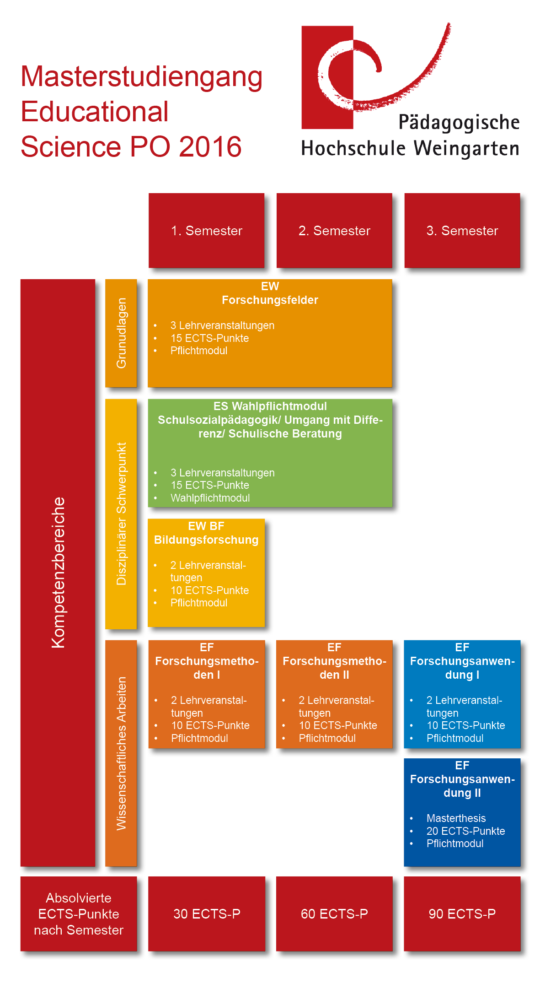 Masterstudiengang
Educational
Science PO 2016
Pädagogische
Hochschule Weingarten
1. Semester
2. Semester
3. Semester
Kompetenzbereiche
Grunudlagen
EW
Forschungsfelder
• 3 Lehrveranstaltungen
• 15 ECTS-Punkte
• Pflichtmodul
Disziplinärer Schwerpunkt
ES Wahlpflichtmodul
Schulsozialpädagogik/ Umgang mit Diffe-
renz/ Schulische Beratung
• 3 Lehrveranstaltungen
• 15 ECTS-Punkte
• Wahlpflichtmodul
EW BF
Bildungsforschung
• 2 Lehrveranstal-
tungen
• 10 ECTS-Punkte
• Pflichtmodul
Wissenschaftliches Arbeiten
EF
Forschungsmetho-
den I
• 2 Lehrveranstal-
tungen
• 10 ECTS-Punkte
• Pflichtmodul
EF
Forschungsmetho-
den II
• 2 Lehrveranstal-
tungen
• 10 ECTS-Punkte
• Pflichtmodul
EF
Forschungsanwen-
dung I
• 2 Lehrveranstal-
tungen
• 10 ECTS-Punkte
• Pflichtmodul
EF
Forschungsanwen-
dung II
• Masterthesis
• 20 ECTS-Punkte
• Pflichtmodul
Absolvierte
ECTS-Punkte
nach Semester
30 ECTS-P
60 ECTS-P
90 ECTS-P